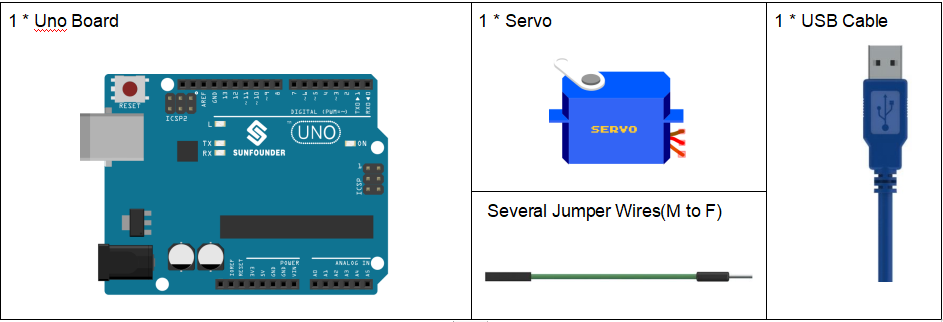 1 * Uno Board
1 * Servo
1 * USB Cable
RESET
ICSP2
AREF
GND
13
12
~11
~10
~9
8
7
~6
~5
4
~3
2
TX0▶1
RX0◀0
DIGITAL (PWM=~)
L
TX
RX
SUNFOUNDER
UNO
ON
ICSP
1
SERVO
Several Jumper Wires(M to F)
IOREF
RESET
3V3
5V
GND
GND
VIN
POWER
ANALOG IN
A0
A1
A2
A3
A4
A5